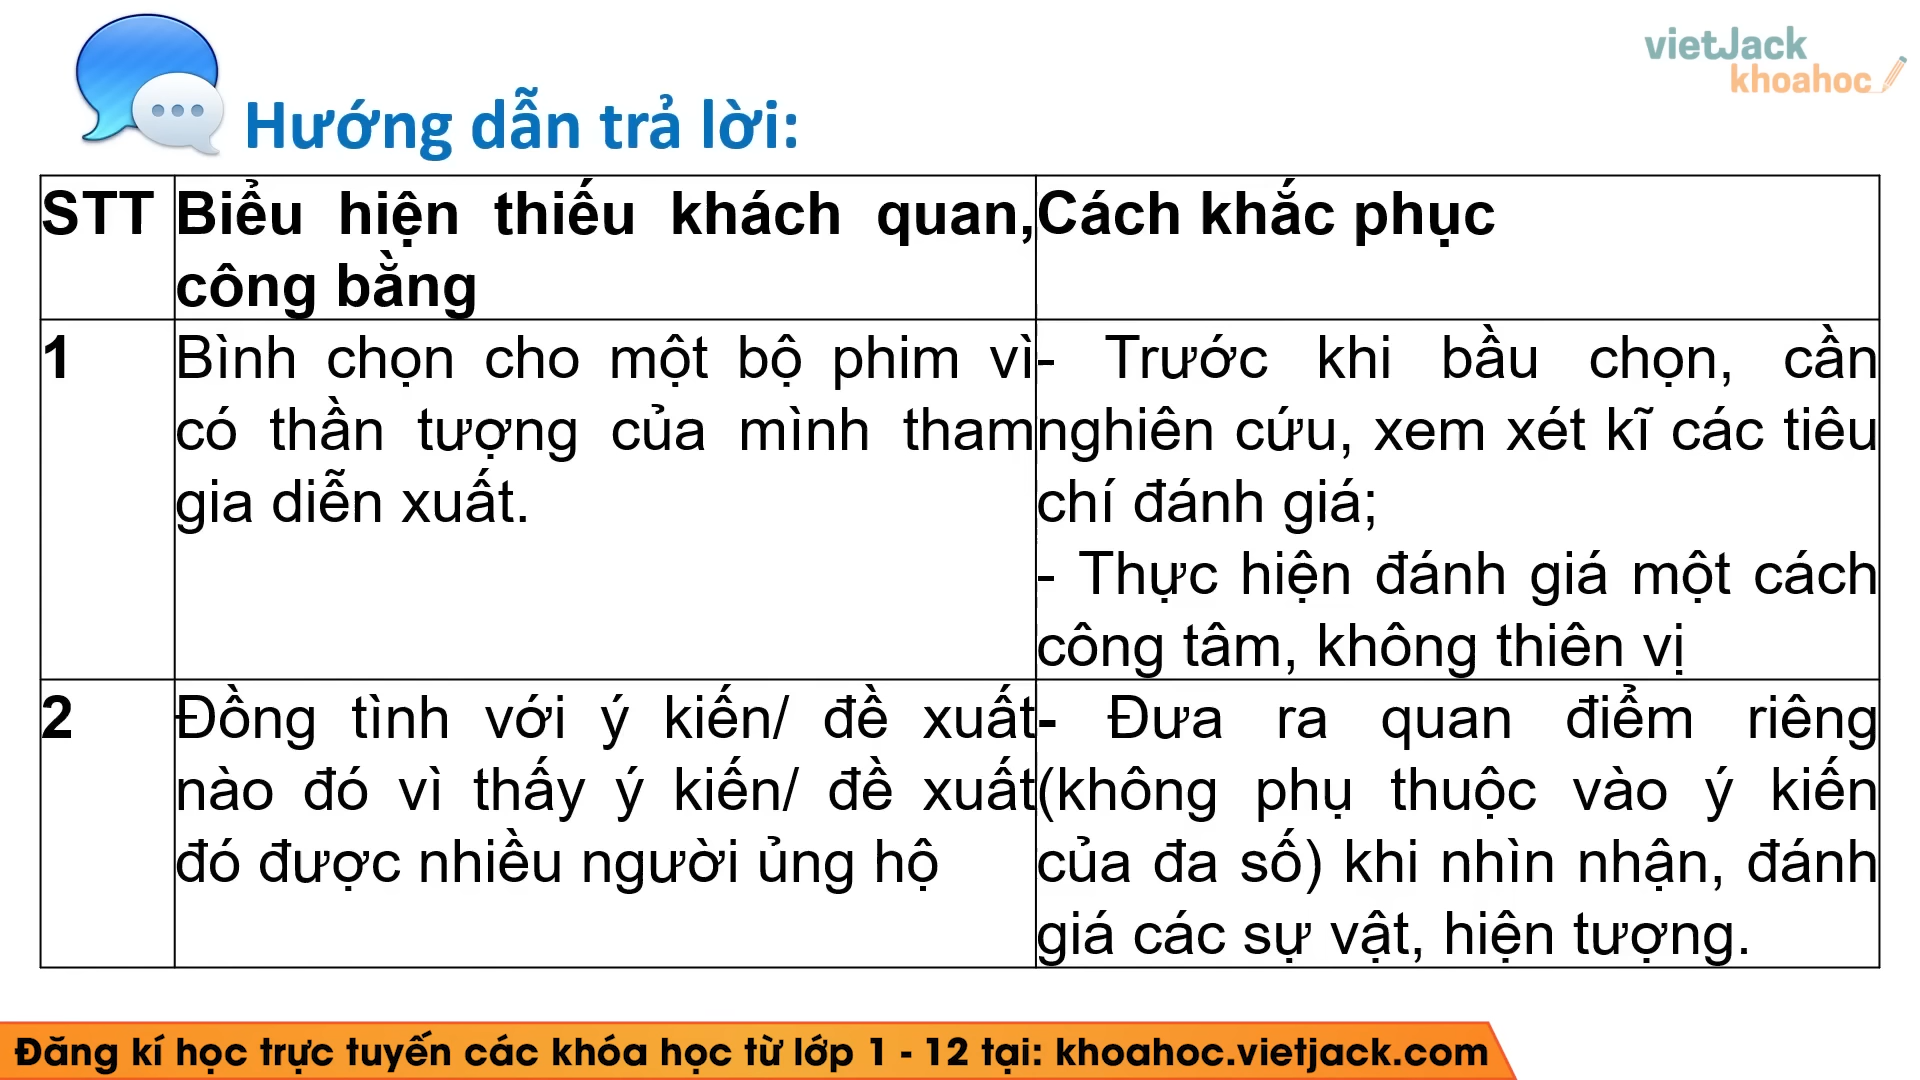 vietJack
khoahoc
Hướng dẫn trả lời:
STT
Biểu hiện thiếu khách quan,
công bằng
Cách khắc phục
1
Bình chọn cho một bộ phim vì
có thần tượng của mình tham
gia diễn xuất.
- Trước khi bầu chọn, cần
nghiên cứu, xem xét kĩ các tiêu
chí đánh giá;
- Thực hiện đánh giá một cách
công tâm, không thiên vị
2
Đồng tình với ý kiến/ đề xuất
nào đó vì thấy ý kiến/ đề xuất
đó được nhiều người ủng hộ
- Đưa ra quan điểm riêng
(không phụ thuộc vào ý kiến
của đa số) khi nhìn nhận, đánh
giá các sự vật, hiện tượng.
Đăng kí học trực tuyến các khóa học từ lớp 1 - 12 tại: khoahoc.vietjack.com